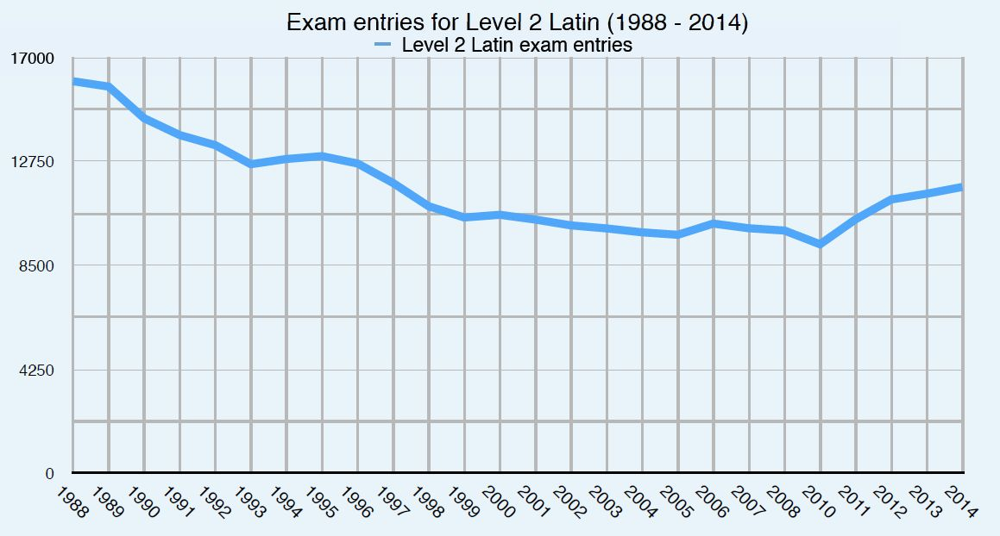 Exam entries for Level 2 Latin (1988 - 2014)
Level 2 Latin exam entries
17000
12750
8500
4250
0
1988 1989 1990 1991 1992 1993 1994 1995 1996 1997 1998 1999 2000 2001 2002 2003 2004 2005 2006 2007 2008 2010 2011 2012 2013 2014